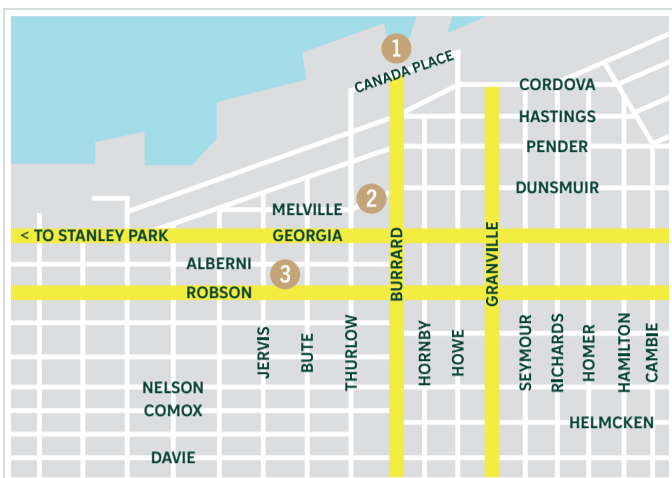 1
CANADA PLACE
CORDOVA
HASTINGS
PENDER
DUNSMUIR
2
MELVILLE
< TO STANLEY PARK
GEORGIA
BURRARD
GRANVILLE
ALBERNI
3
ROBSON
JERVIS
BUTE
THURLOW
HORNBY
HOWE
SEYMOUR
RICHARDS
HOMER
HAMILTON
CAMBIE
NELSON
COMOX
HELMCKEN
DAVIE